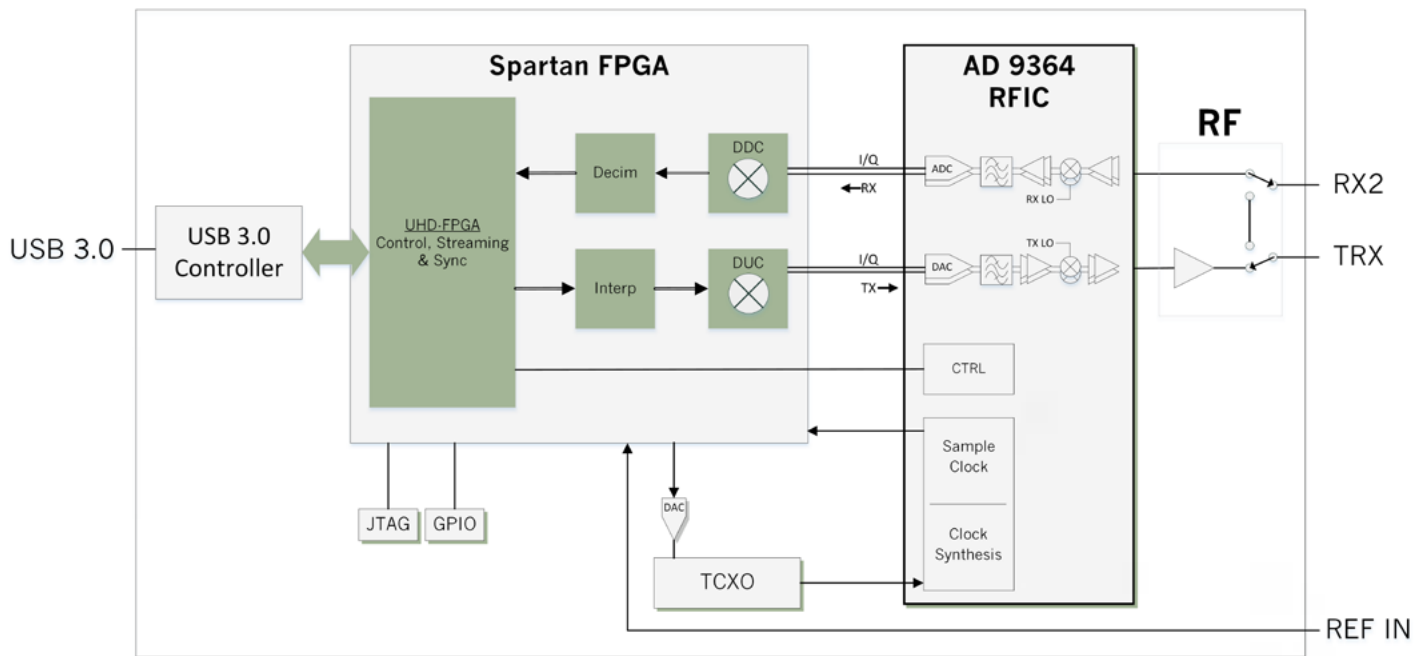 Spartan FPGA
AD 9364
RFIC
RF
DDC
Decim
I/Q
RX
ADC
RX LO
RX2
UHD-FPGA
Control, Streaming
& Sync
USB 3.0
USB 3.0
Controller
TX LO
TRX
DUC
Interp
I/Q
TX
DAC
CTRL
Sample
Clock
Clock
Synthesis
JTAG
GPIO
DAC
TCXO
REF IN